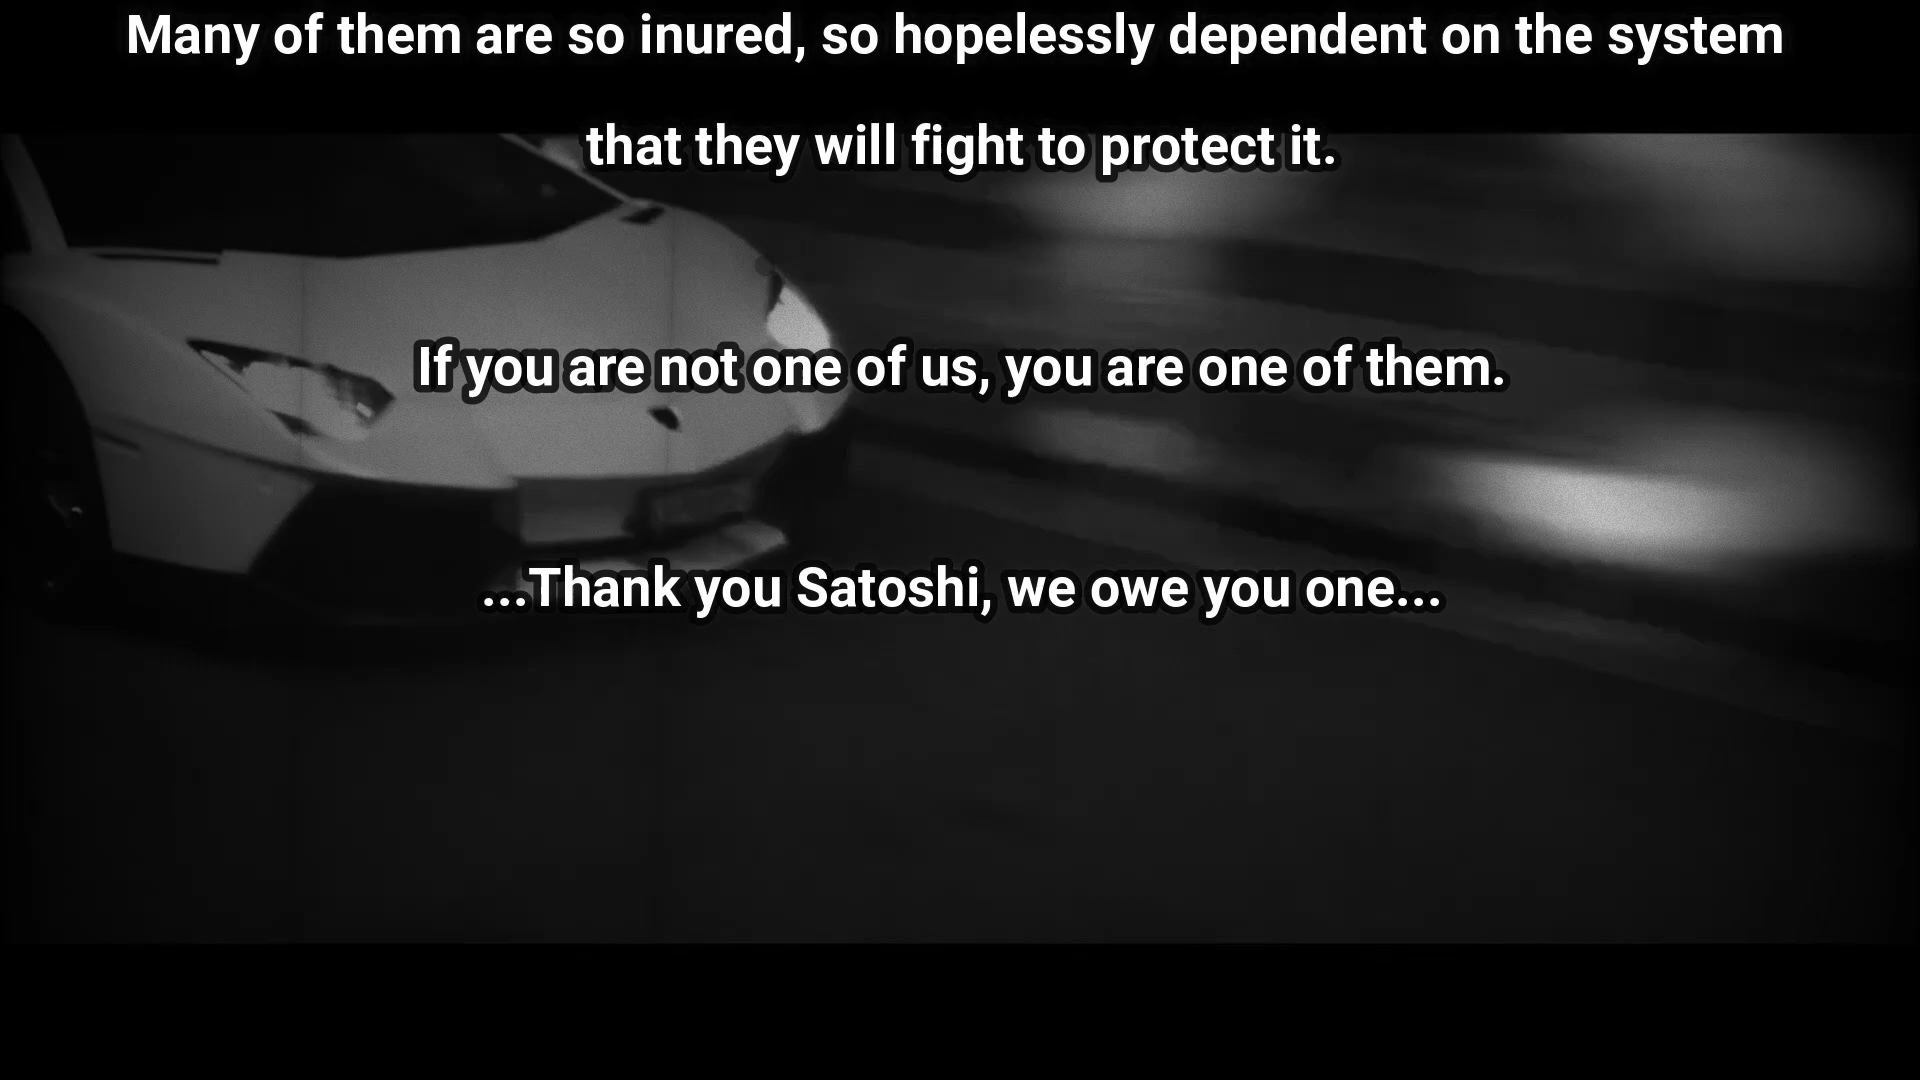 Many of them are so inured, so hopelessly dependent on the system
that they will fight to protect it.
If you are not one of us, you are one of them.
...Thank you Satoshi, we owe you one...